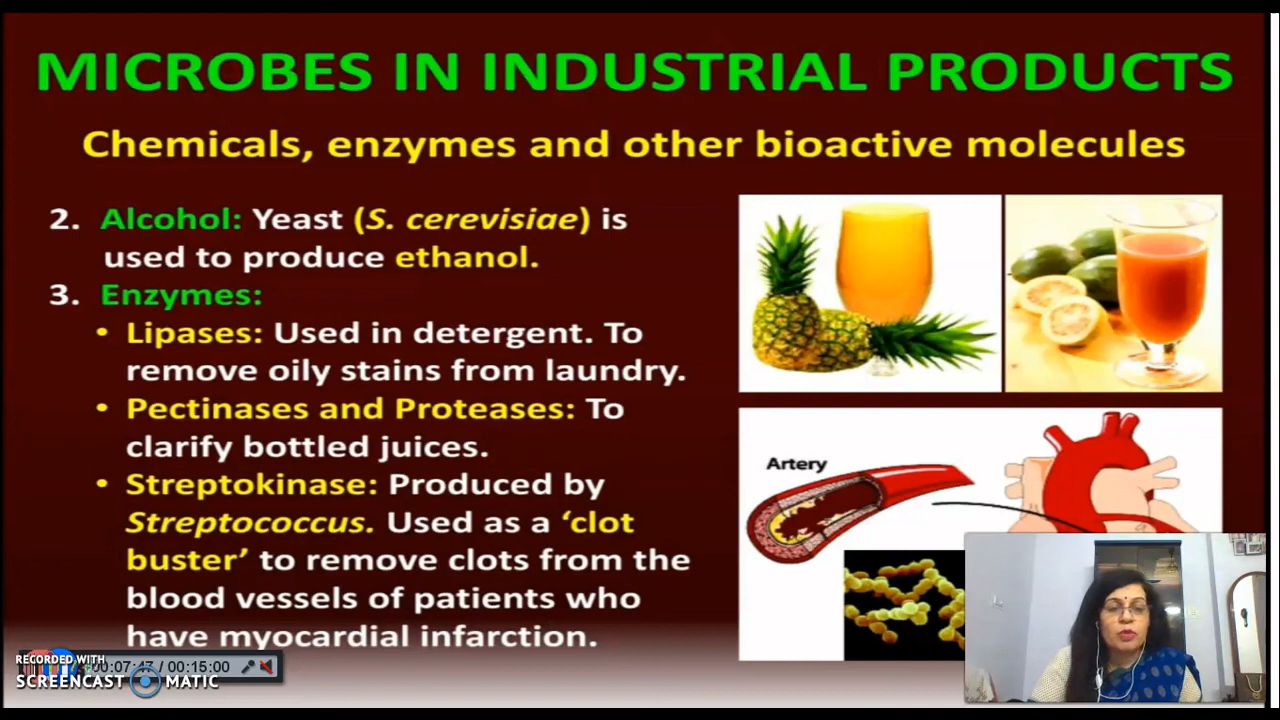 MICROBES IN INDUSTRIAL PRODUCTS
Chemicals, enzymes and other bioactive molecules
2. Alcohol: Yeast (S. cerevisiae) is
used to produce ethanol.
3. Enzymes:
• Lipases: Used in detergent. To
remove oily stains from laundry.
• Pectinases and Proteases: To
clarify bottled juices.
• Streptokinase: Produced by
Streptococcus. Used as a ‘clot
buster’ to remove clots from the
blood vessels of patients who
have myocardial infarction.
Artery
RECORDED WITH
00:07:47 / 00:15:00
SCREENCAST MATIC